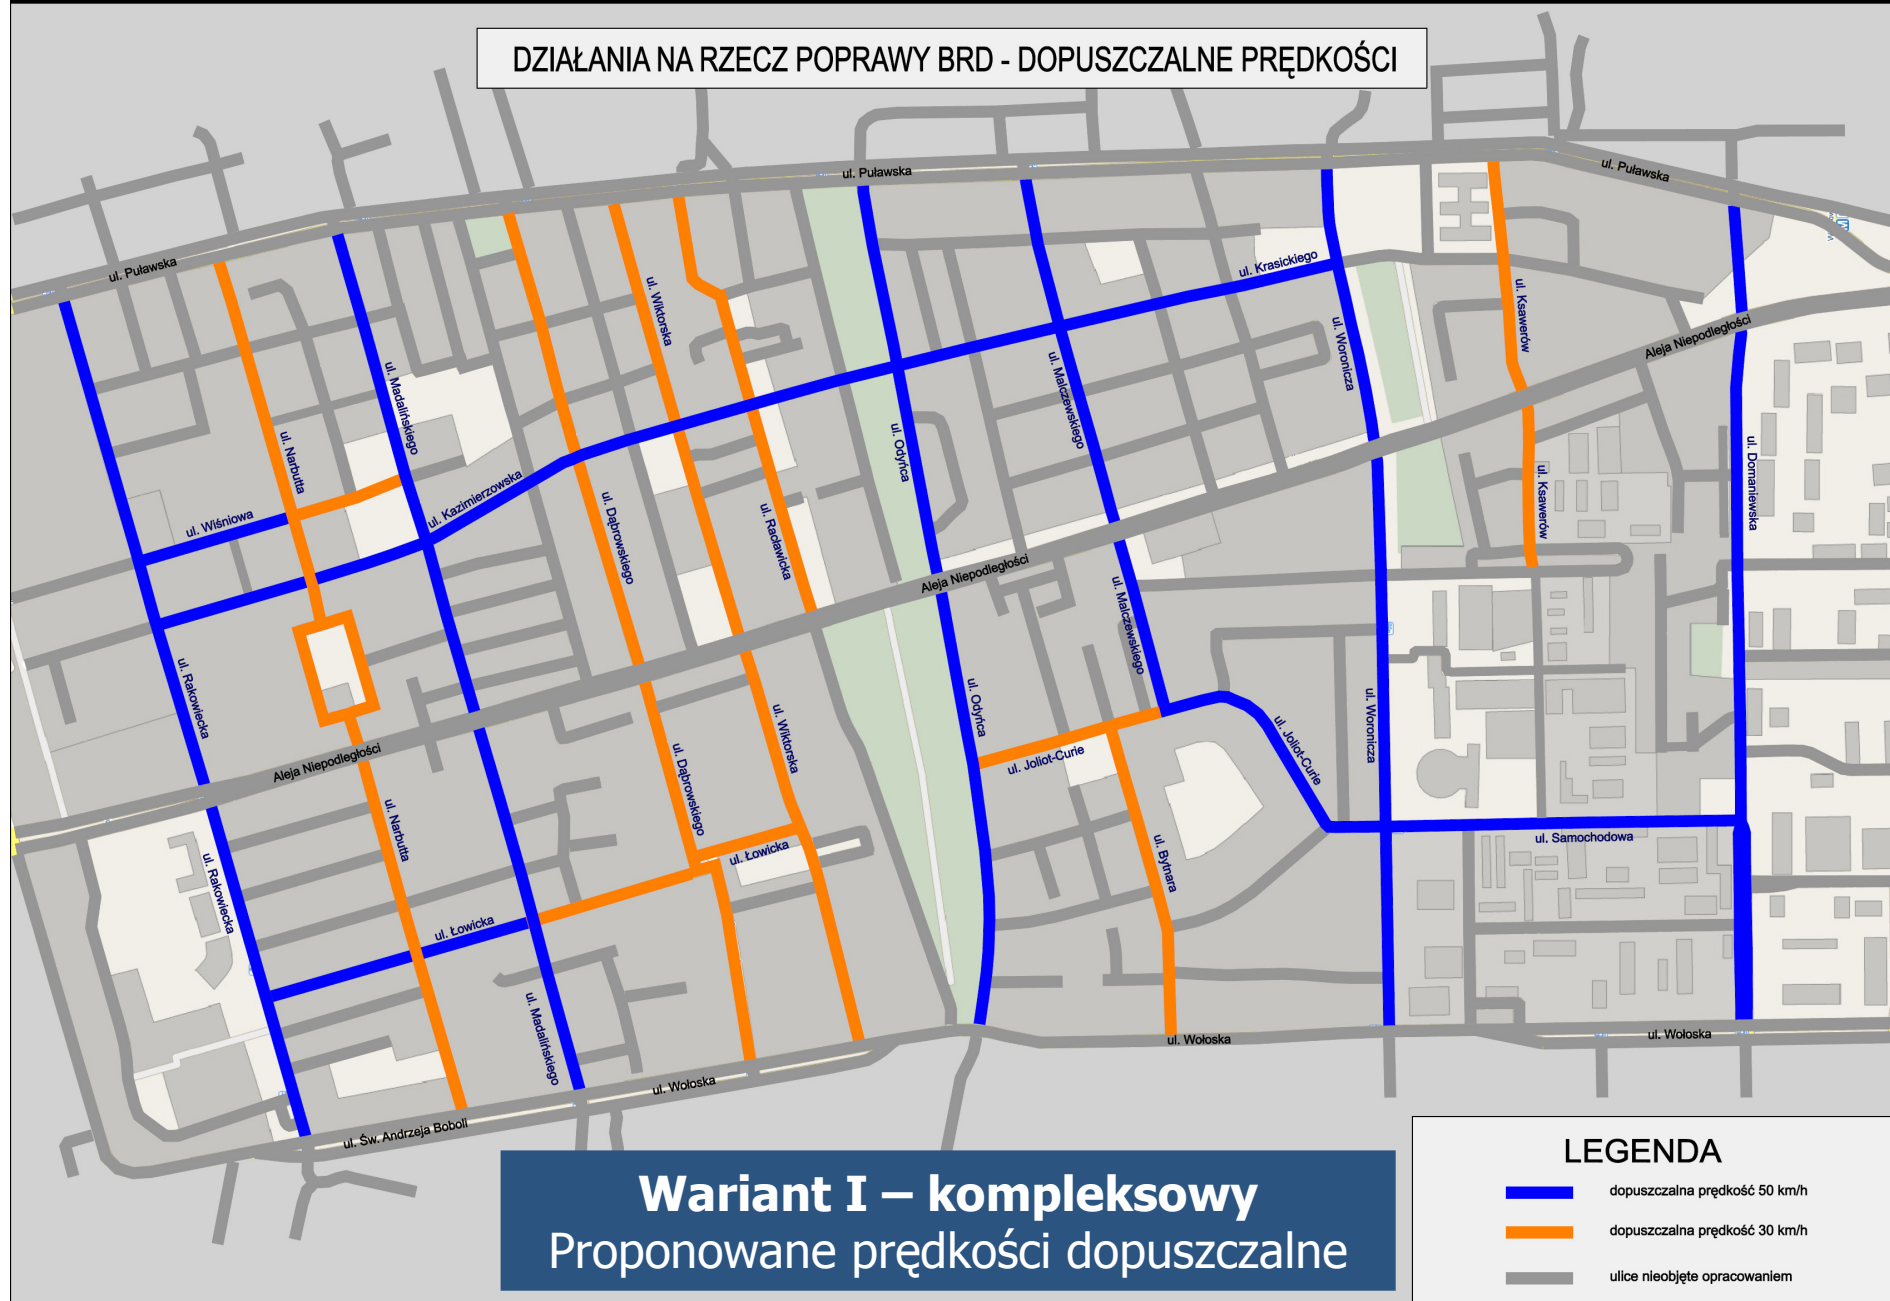 DZIAŁANIA NA RZECZ POPRAWY BRD - DOPUSZCZALNE PRĘDKOŚCI
ul. Puławska
ul. Puławska
ul. Puławska
ul. Krasickiego
ul. Wiktorska
ul. Ksawerów
Aleja Niepodległości
ul. Woronicza
ul. Madalińskiego
ul. Malczewskiego
ul. Narbutta
ul. Odyńca
ul. Domaniewska
ul. Kazimierzowska
ul. Ksawerów
ul. Wiśniowa
ul. Dąbrowskiego
ul. Racławicka
Aleja Niepodległości
ul. Malczewskiego
ul. Rakowiecka
ul. Odyńca
ul. Woronicza
ul. Wiktorska
Aleja Niepodległości
ul. Joliot-Curie
ul. Joliot-Curie
ul. Dąbrowskiego
ul. Narbutta
ul. Łowicka
ul. Samochodowa
ul. Bytnara
ul. Rakowiecka
ul. Łowicka
ul. Madalińskiego
ul. Wołoska
ul. Wołoska
ul. Wołoska
ul. Św. Andrzeja Boboli
Wariant I – kompleksowy
Proponowane prędkości dopuszczalne
LEGENDA
dopuszczalna prędkość 50 km/h
dopuszczalna prędkość 30 km/h
ulice nieobjęte opracowaniem